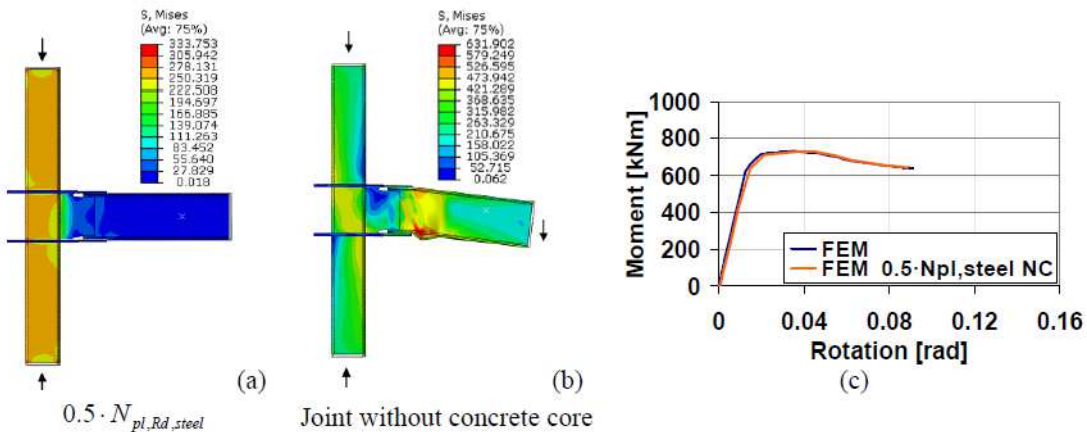 S, Mises
(Avg: 75%)
333.753
305.942
278.131
250.319
222.508
194.697
166.885
139.074
111.263
83.452
55.640
27.829
0.018
(a)
0.5 · N_{pl,Rd,steel}
S, Mises
(Avg: 75%)
631.902
579.249
526.595
473.942
421.289
368.635
315.982
263.329
210.675
158.022
105.369
52.715
0.062
(b)
Joint without concrete core
Moment [kNm]
1000
800
600
400
200
0
FEM
FEM 0.5·Npl,steel NC
0 0.04 0.08 0.12 0.16
Rotation [rad]
(c)